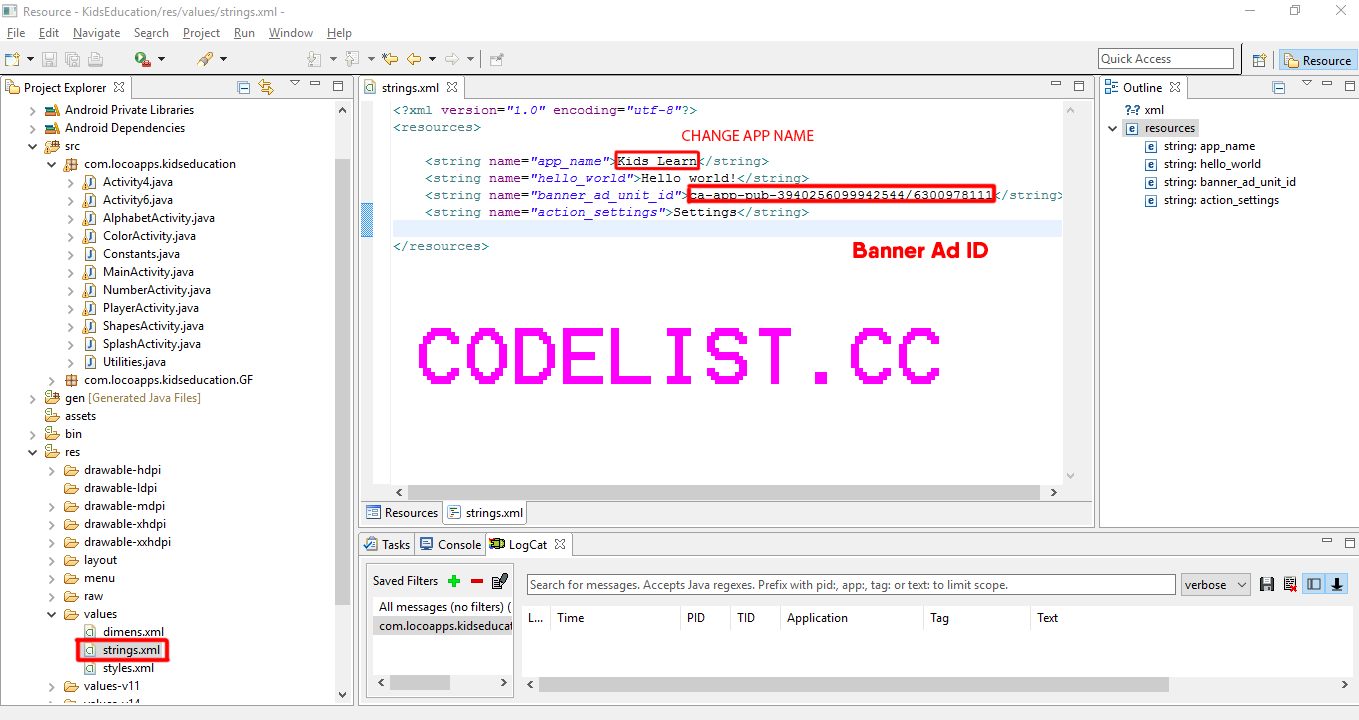 Resource - KidsEducation/res/values/strings.xml -
File Edit Navigate Search Project Run Window Help
Quick Access
Resource
Project Explorer
Android Private Libraries
Android Dependencies
src
com.locoapps.kidseducation
Activity4.java
Activity6.java
AlphabetActivity.java
ColorActivity.java
Constants.java
MainActivity.java
NumberActivity.java
PlayerActivity.java
ShapesActivity.java
SplashActivity.java
Utilities.java
com.locoapps.kidseducation.GF
gen [Generated Java Files]
assets
bin
res
drawable-hdpi
drawable-ldpi
drawable-mdpi
drawable-xhdpi
drawable-xxhdpi
layout
menu
raw
values
dimens.xml
strings.xml
styles.xml
values-v11
values-v14
strings.xml
<?xml version="1.0" encoding="utf-8"?>
<resources>
CHANGE APP NAME
<string name="app_name">Kids Learn</string>
<string name="hello_world">Hello world!</string>
<string name="banner_ad_unit_id">ca-app-pub-3940256099942544/6300978111</string>
<string name="action_settings">Settings</string>
</resources>
Banner Ad ID
CODELIST.CC
Resources strings.xml
Outline
?=? xml
resources
string: app_name
string: hello_world
string: banner_ad_unit_id
string: action_settings
Tasks Console LogCat
Saved Filters
All messages (no filters) (
com.locoapps.kidseducat
Search for messages. Accepts Java regexes. Prefix with pid:, app:, tag: or text: to limit scope.
verbose
L... Time PID TID Application Tag Text